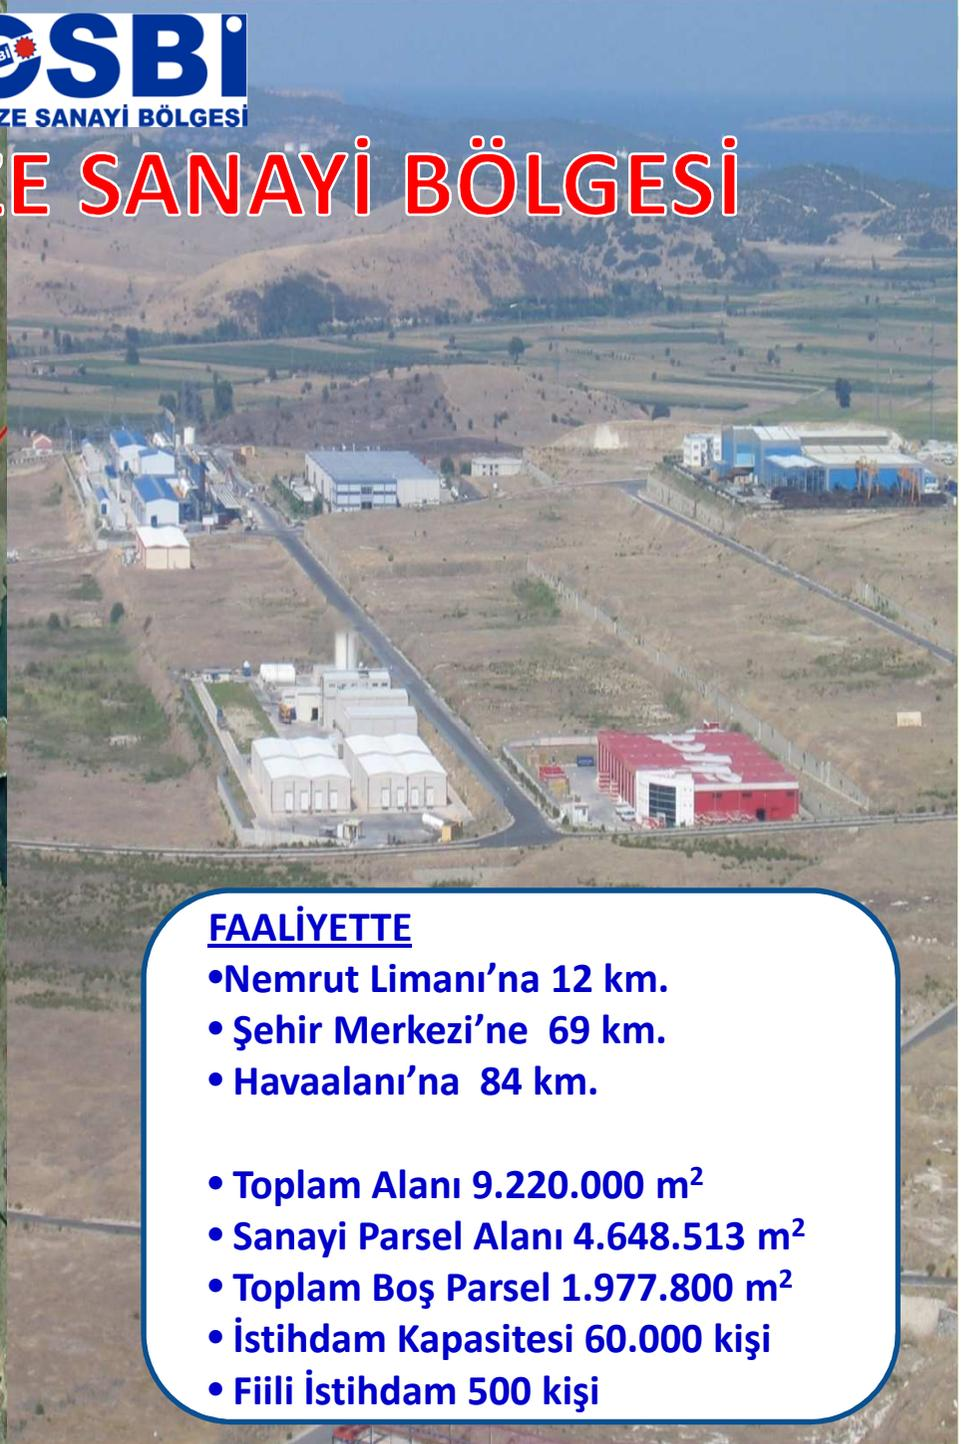 OSBİ
ZE SANAYİ BÖLGESİ
ZE SANAYİ BÖLGESİ
FAALİYETTE
•Nemrut Limanı’na 12 km.
• Şehir Merkezi’ne 69 km.
• Havaalanı’na 84 km.
• Toplam Alanı 9.220.000 m²
• Sanayi Parsel Alanı 4.648.513 m²
• Toplam Boş Parsel 1.977.800 m²
• İstihdam Kapasitesi 60.000 kişi
• Fiili İstihdam 500 kişi